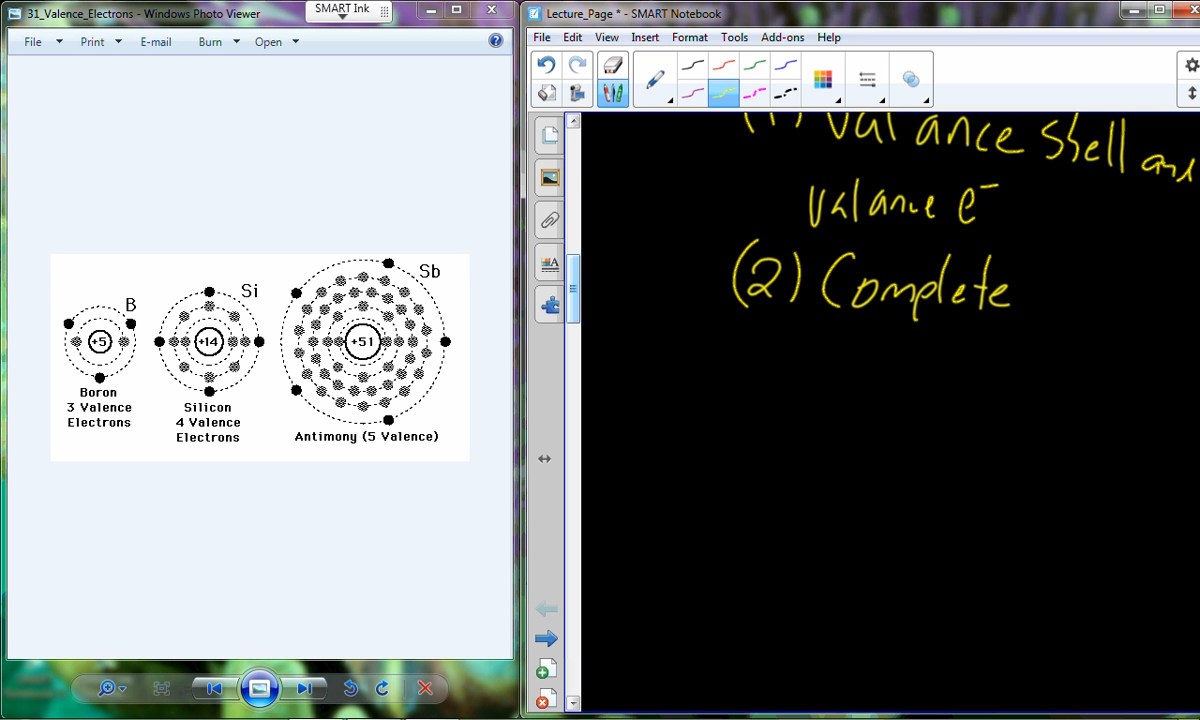 31_Valence_Electrons - Windows Photo Viewer
SMART Ink
File Print E-mail Burn Open
B
Si
Sb
+5
+14
+51
Boron
3 Valence
Electrons
Silicon
4 Valence
Electrons
Antimony (5 Valence)
Lecture_Page * - SMART Notebook
File Edit View Insert Format Tools Add-ons Help
(1) Valance Shell and
Valance e⁻
(2) Complete